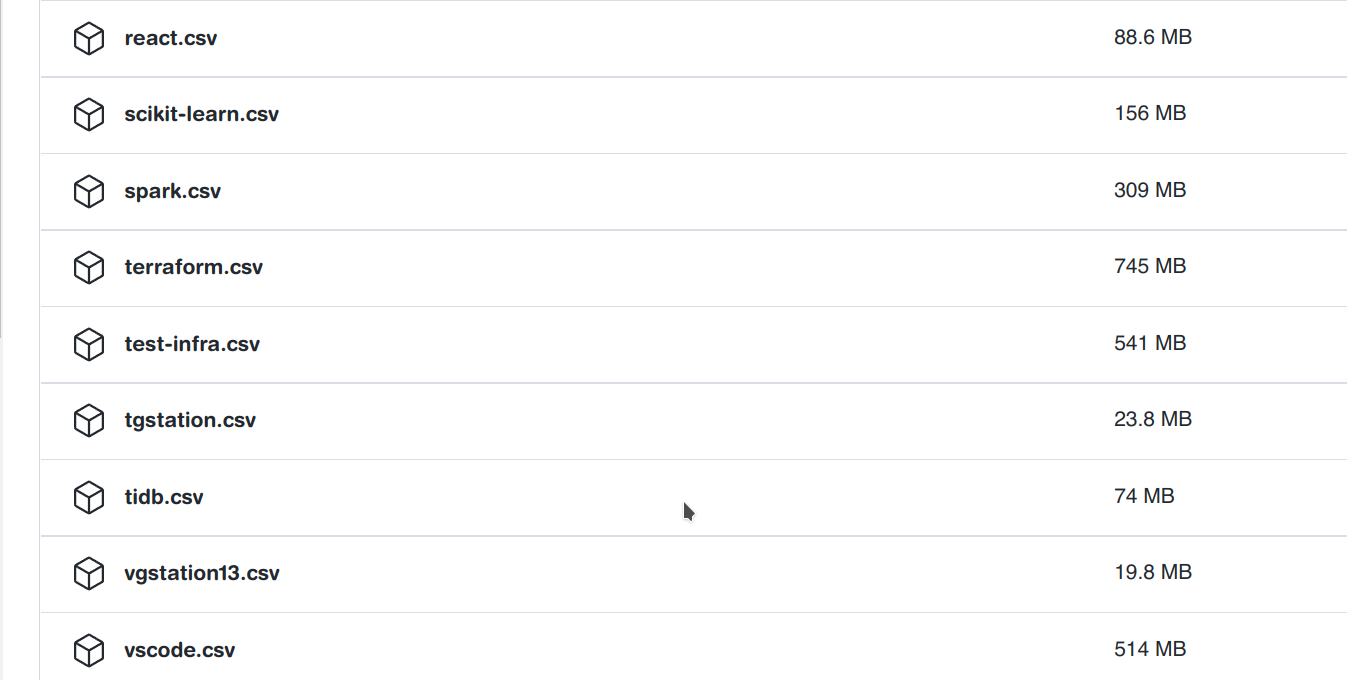 react.csv 88.6 MB
scikit-learn.csv 156 MB
spark.csv 309 MB
terraform.csv 745 MB
test-infra.csv 541 MB
tgstation.csv 23.8 MB
tidb.csv 74 MB
vgstation13.csv 19.8 MB
vscode.csv 514 MB